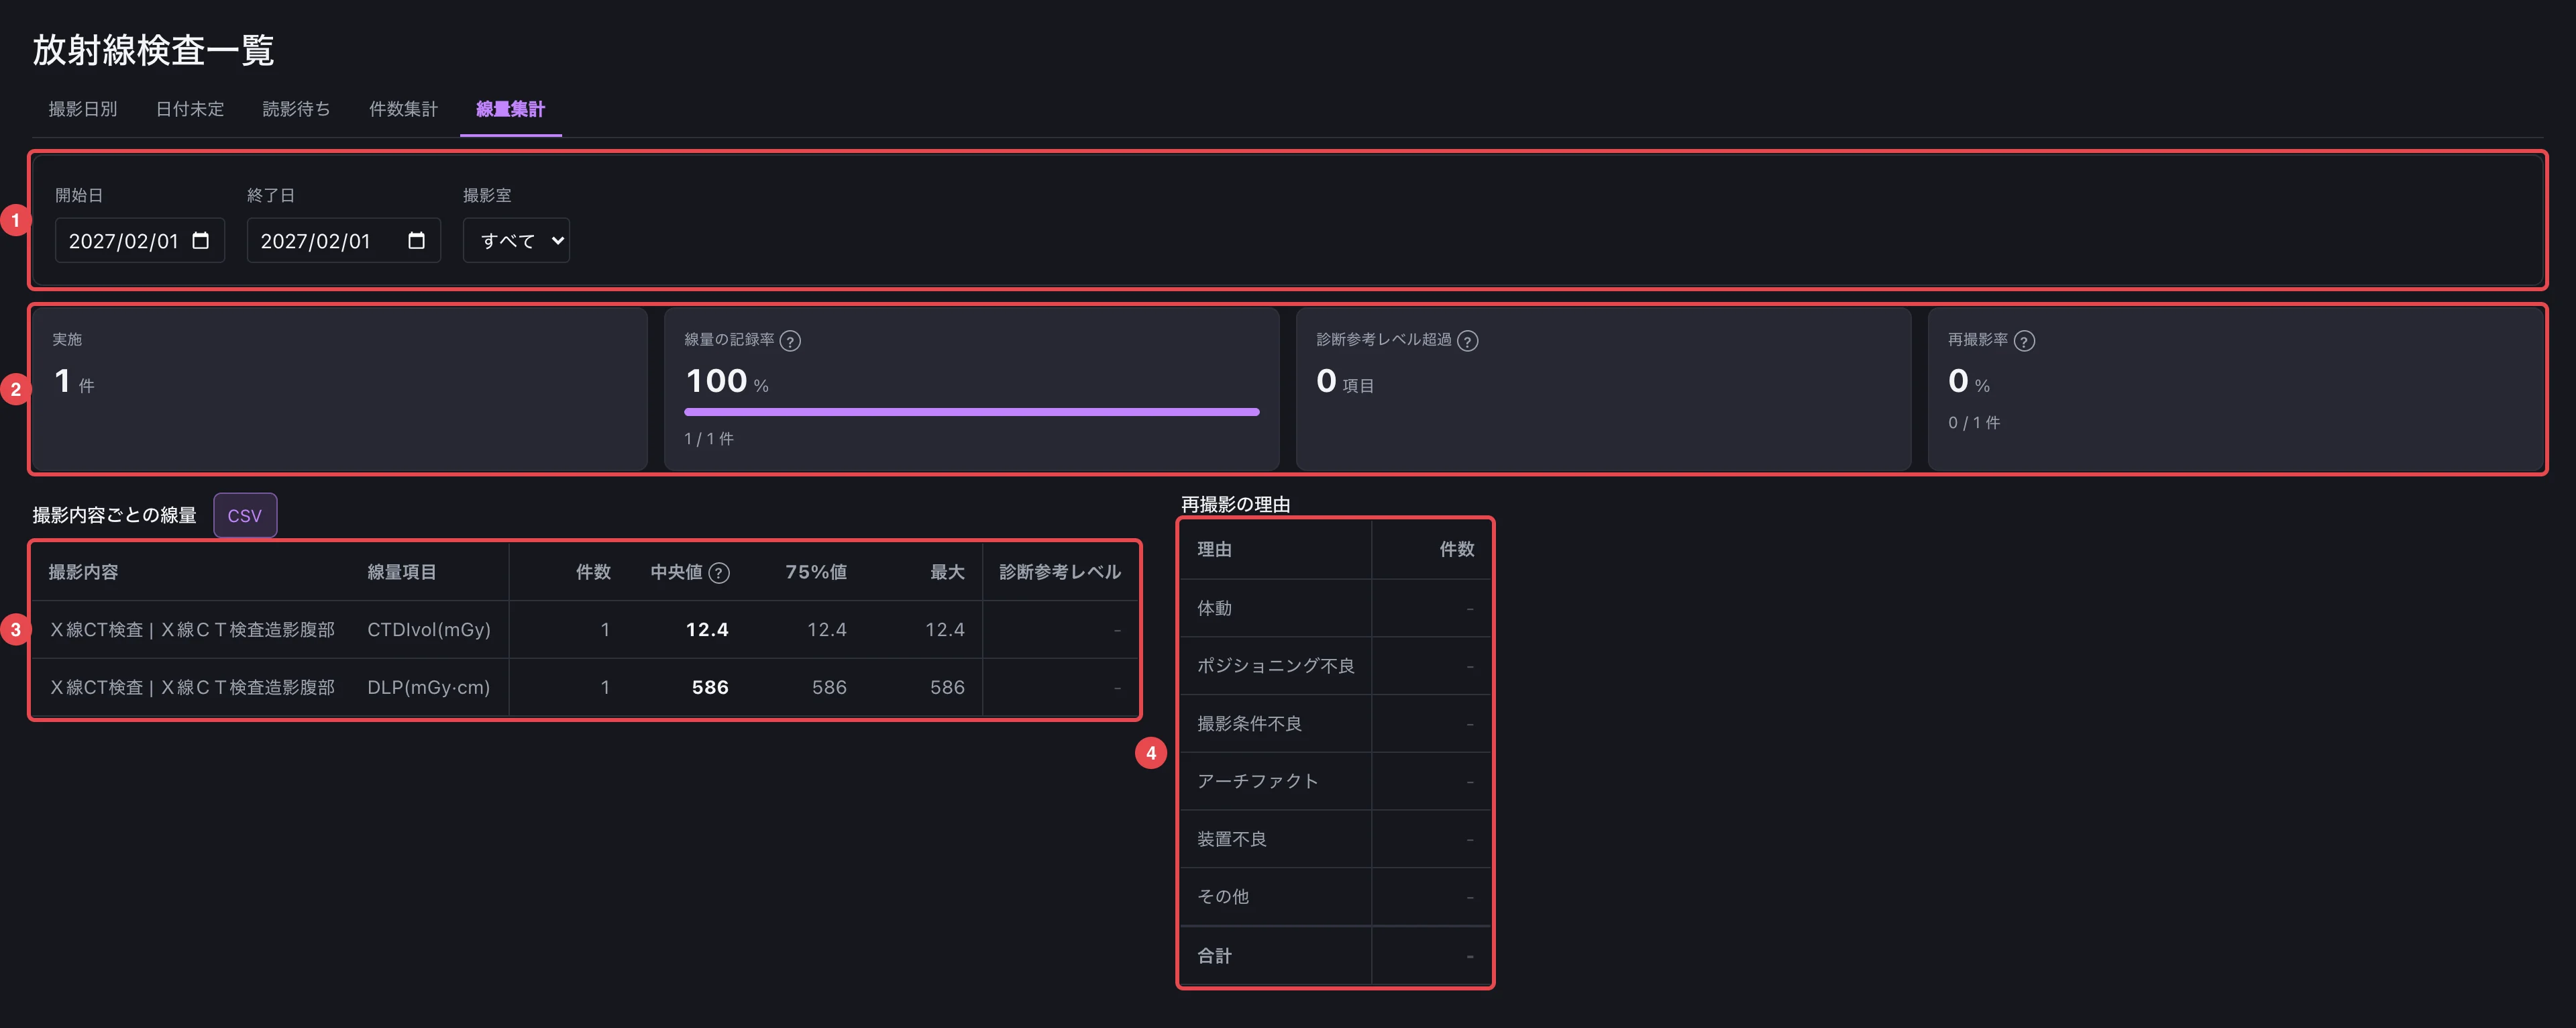 放射線検査一覧
撮影日別 日付未定 読影待ち 件数集計 線量集計
1
開始日 終了日 撮影室
2027/02/01 2027/02/01 すべて
2
実施 線量の記録率 ? 診断参考レベル超過 ? 再撮影率 ?
1 件 100 % 0 項目 0 %
0 / 1 件
1 / 1 件
撮影内容ごとの線量 CSV
3
撮影内容 線量項目 件数 中央値 ? 75%値 最大 診断参考レベル
X線CT検査 | X線ＣＴ検査造影腹部 CTDIvol(mGy) 1 12.4 12.4 12.4 -
X線CT検査 | X線ＣＴ検査造影腹部 DLP(mGy·cm) 1 586 586 586 -
再撮影の理由
4
理由 件数
体動 -
ポジショニング不良 -
撮影条件不良 -
アーチファクト -
装置不良 -
その他 -
合計 -